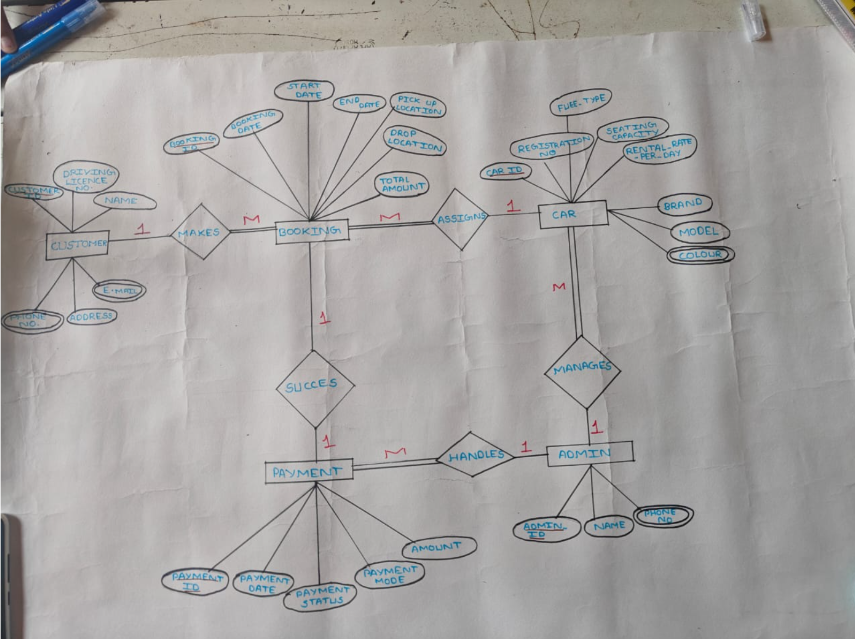 START
DATE
END
DATE
PICK UP
LOCATION
FUEL-TYPE
BOOKING
DATE
BOOKING
ID
DROP
LOCATION
REGISTRATION
NO
SEATING
CAPACITY
RENTAL-RATE
-PER-DAY
DRIVING
LICENCE
NO.
CUSTOMER
ID
NAME
TOTAL
AMOUNT
CAR ID
BRAND
CUSTOMER
1
MAKES
M
BOOKING
M
ASSIGNS
1
CAR
MODEL
COLOUR
E-MAIL
PHONE
NO.
ADDRESS
M
1
SUCCES
MANAGES
1
1
PAYMENT
M
HANDLES
1
ADMIN
ADMIN_
ID
NAME
PHONE
NO
AMOUNT
PAYMENT
MODE
PAYMENT
ID
PAYMENT
DATE
PAYMENT
STATUS